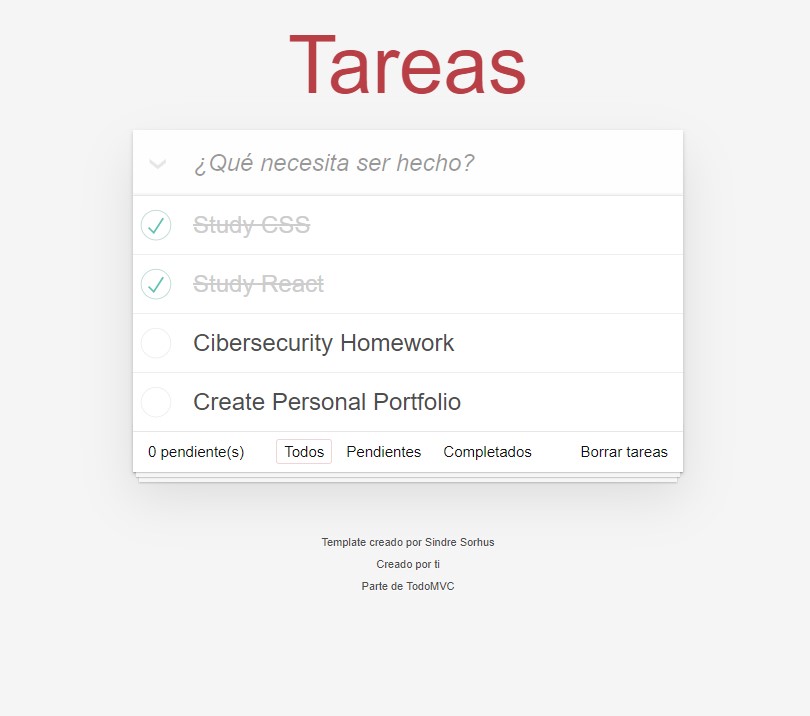 Tareas
¿Qué necesita ser hecho?
Study CSS
Study React
Cibersecurity Homework
Create Personal Portfolio
0 pendiente(s) Todos Pendientes Completados Borrar tareas
Template creado por Sindre Sorhus
Creado por ti
Parte de TodoMVC